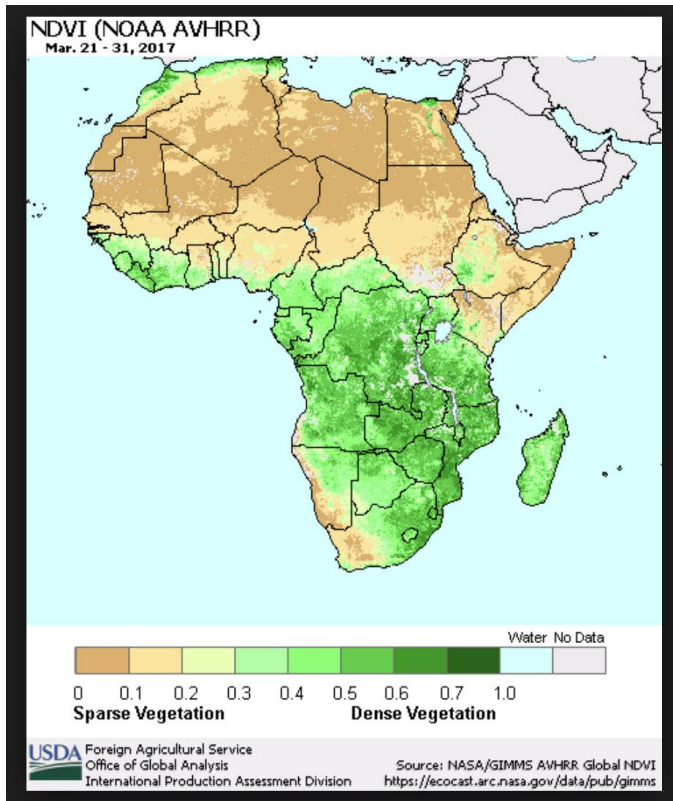 NDVI (NOAA AVHRR)
Mar. 21 - 31, 2017
Water No Data
0 0.1 0.2 0.3 0.4 0.5 0.6 0.7 1.0
Sparse Vegetation Dense Vegetation
USDA
Foreign Agricultural Service
Office of Global Analysis
International Production Assessment Division
Source: NASA/GIMMS AVHRR Global NDVI
https://ecocast.arc.nasa.gov/data/pub/gimms